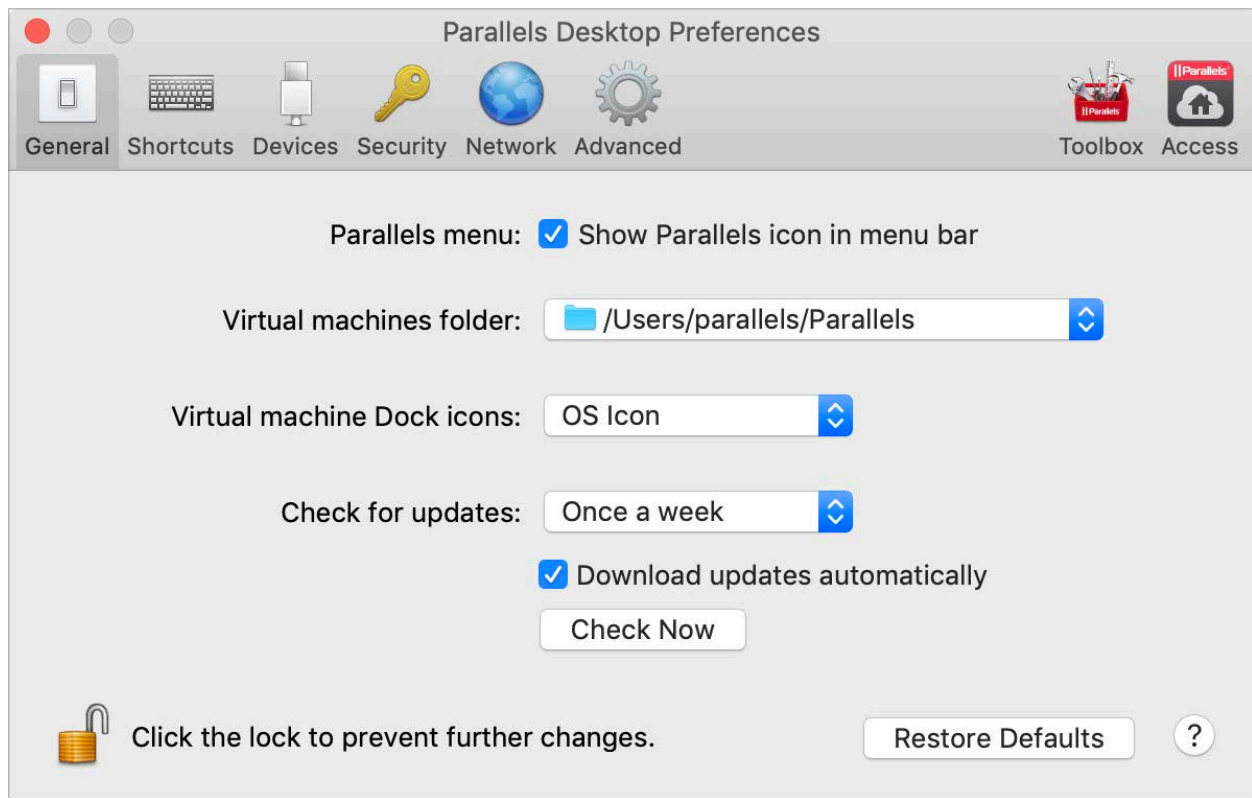 Parallels Desktop Preferences
||Parallels®
||Parallels
General Shortcuts Devices Security Network Advanced Toolbox Access
Parallels menu: Show Parallels icon in menu bar
Virtual machines folder: /Users/parallels/Parallels
Virtual machine Dock icons: OS Icon
Check for updates: Once a week
Download updates automatically
Check Now
Click the lock to prevent further changes. Restore Defaults ?